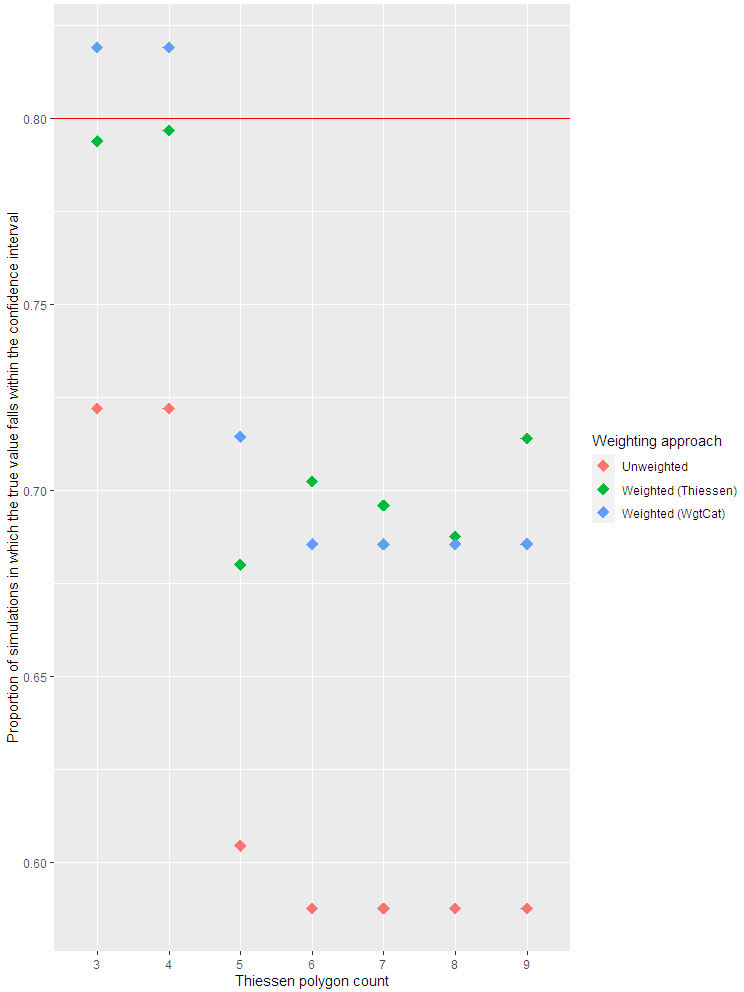 Proportion of simulations in which the true value falls within the confidence interval
0.80
0.75
0.70
0.65
0.60
3 4 5 6 7 8 9
Thiessen polygon count
Weighting approach
Unweighted
Weighted (Thiessen)
Weighted (WgtCat)